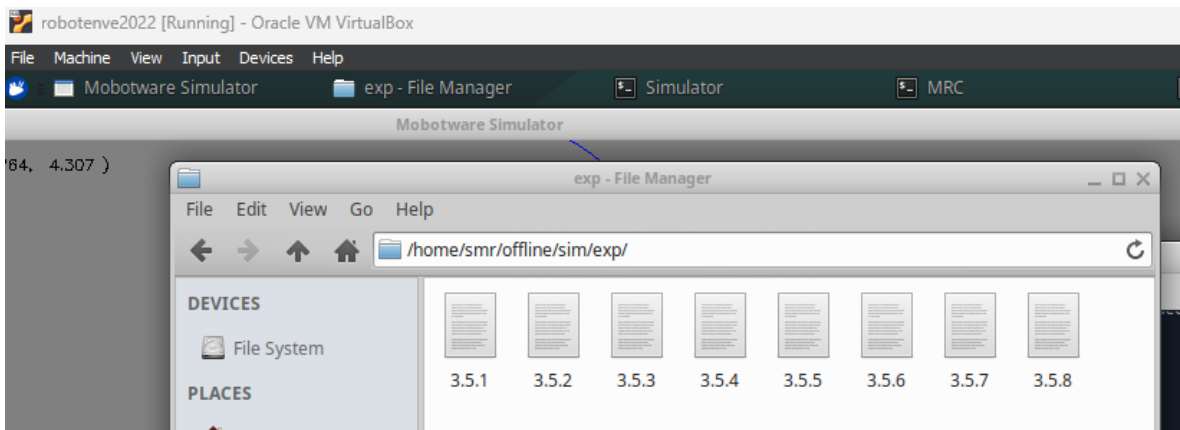 robotenve2022 [Running] - Oracle VM VirtualBox
File Machine View Input Devices Help
Mobotware Simulator exp - File Manager Simulator MRC
Mobotware Simulator
64, 4.307 )
exp - File Manager
File Edit View Go Help
/home/smr/offline/sim/exp/
DEVICES
File System
3.5.1 3.5.2 3.5.3 3.5.4 3.5.5 3.5.6 3.5.7 3.5.8
PLACES